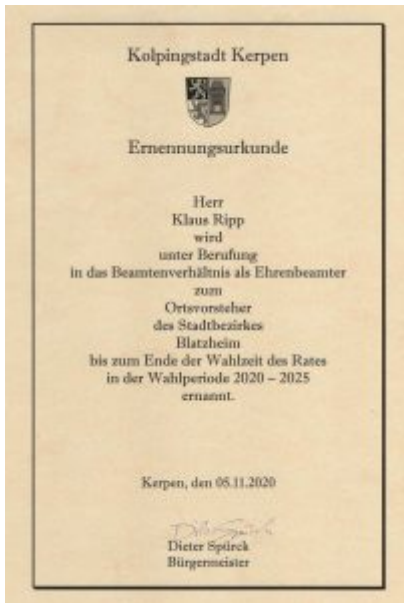 Kolpingstadt Kerpen
Ernennungsurkunde
Herr
Klaus Ripp
wird
unter Berufung
in das Beamtenverhältnis als Ehrenbeamter
zum
Ortsvorsteher
des Stadtbezirkes
Blatzheim
bis zum Ende der Wahlzeit des Rates
in der Wahlperiode 2020 – 2025
ernannt.
Kerpen, den 05.11.2020
Dieter Spürck
Dieter Spürck
Bürgermeister